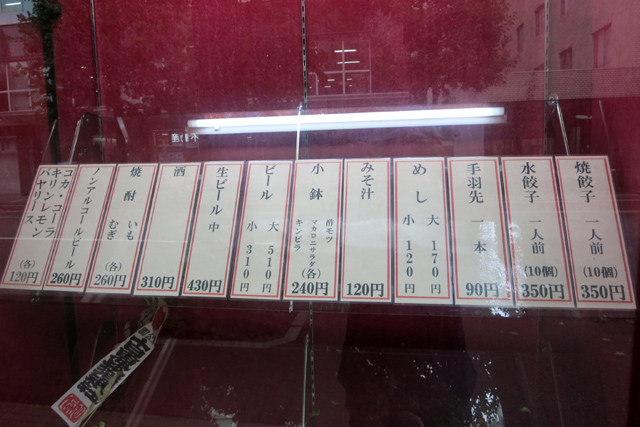 焼餃子 一人前 (10個) 350円
水餃子 一人前 (10個) 350円
手羽先 一本 90円
めし
大 170円
小 120円
みそ汁 120円
小鉢
酢モツ
マカロニサラダ
キンピラ
(各) 240円
ビール
大 510円
小 310円
生ビール 中 430円
酒 310円
焼酎
いも
むぎ
(各) 260円
ノンアルコールビール 260円
コカ・コーラ
キリンレモン
バヤリース
(各) 120円